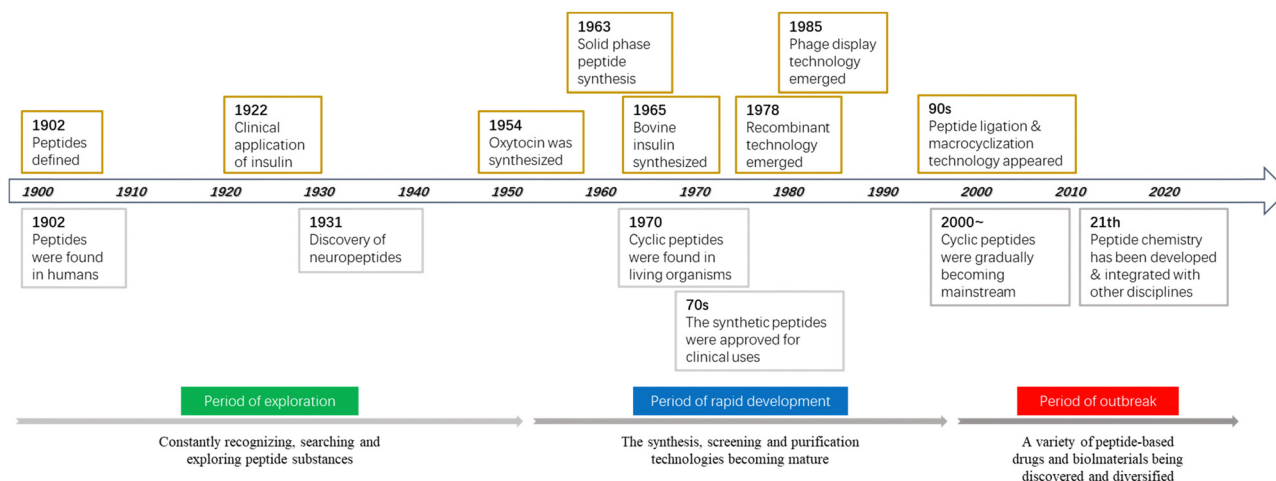 1963
Solid phase
peptide
synthesis
1985
Phage display
technology
emerged
1902
Peptides
defined
1922
Clinical
application
of insulin
1954
Oxytocin was
synthesized
1965
Bovine
insulin
synthesized
1978
Recombinant
technology
emerged
90s
Peptide ligation &
macrocyclization
technology appeared
1900 1910 1920 1930 1940 1950 1960 1970 1980 1990 2000 2010 2020
1902
Peptides
were found
in humans
1931
Discovery of
neuropeptides
1970
Cyclic peptides
were found in
living organisms
2000~
Cyclic peptides
were gradually
becoming
mainstream
21th
Peptide chemistry
has been developed
& integrated with
other disciplines
70s
The synthetic peptides
were approved for
clinical uses
Period of exploration
Period of rapid development
Period of outbreak
Constantly recognizing, searching and
exploring peptide substances
The synthesis, screening and purification
technologies becoming mature
A variety of peptide-based
drugs and biolmaterials being
discovered and diversified